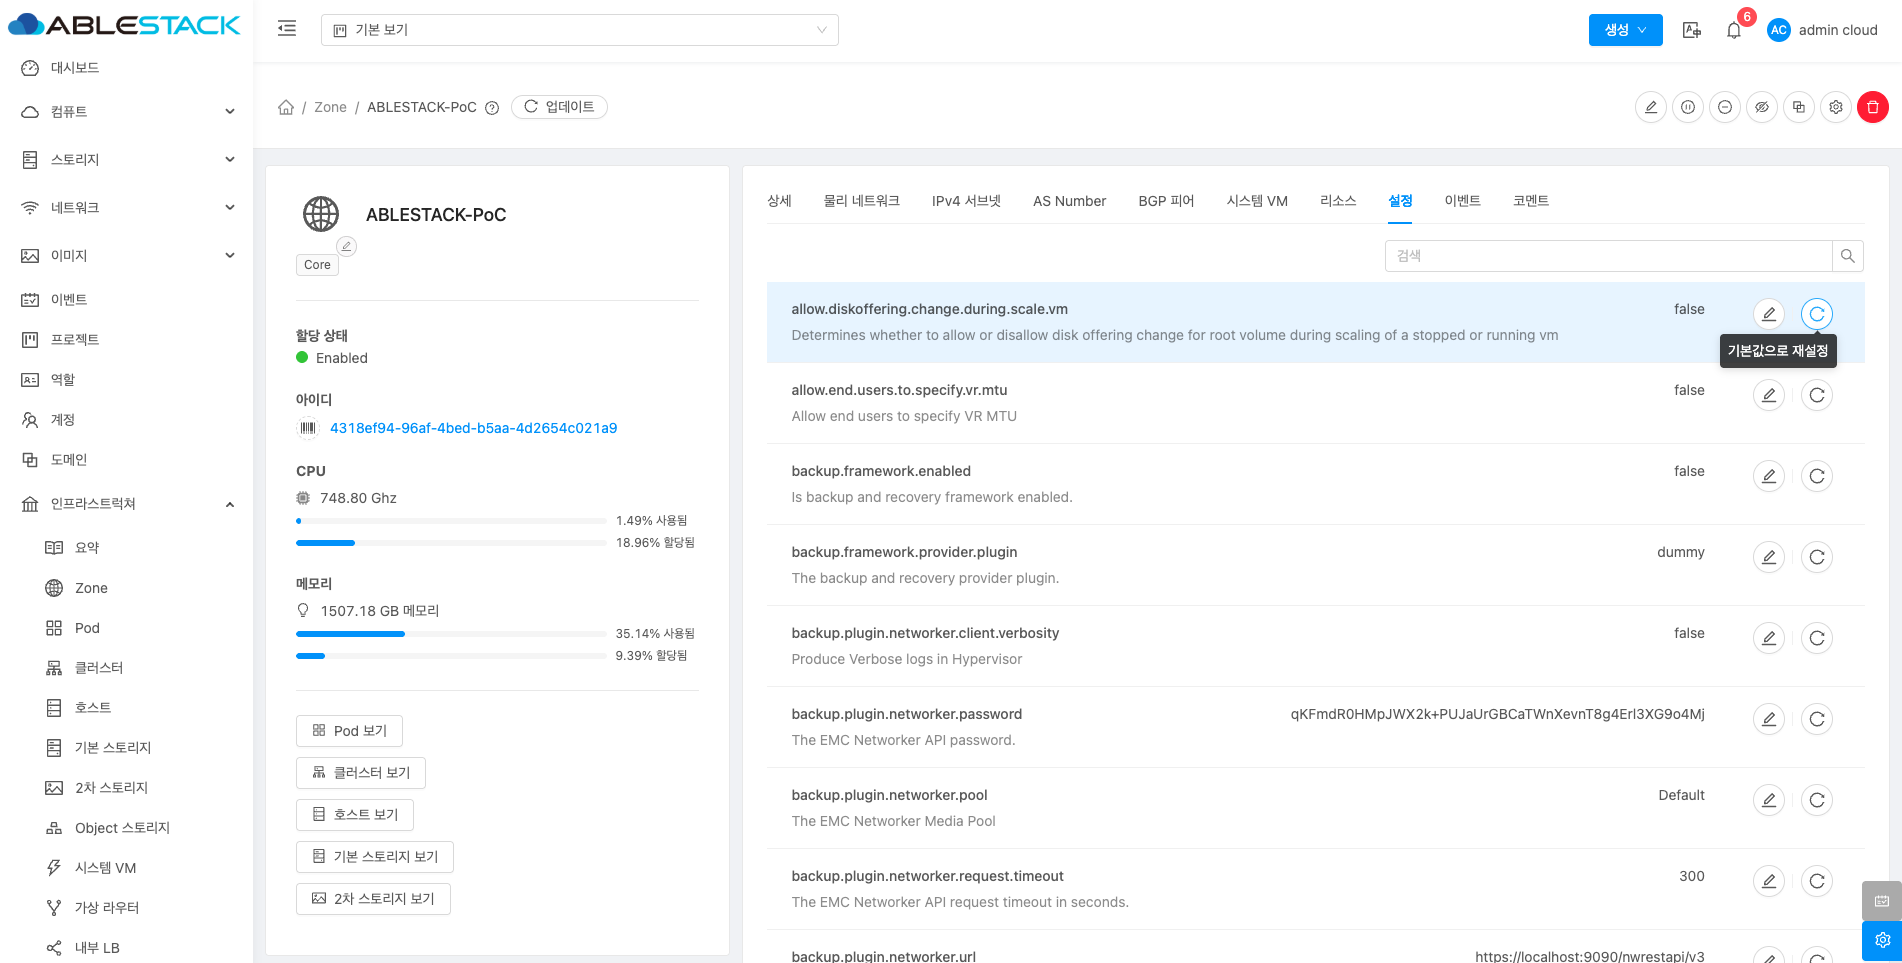 ABLESTACK
기본 보기
생성
6
AC
admin cloud
대시보드
컴퓨트
스토리지
네트워크
이미지
이벤트
프로젝트
역할
계정
도메인
인프라스트럭쳐
요약
Zone
Pod
클러스터
호스트
기본 스토리지
2차 스토리지
Object 스토리지
시스템 VM
가상 라우터
내부 LB
/ Zone / ABLESTACK-PoC
업데이트
ABLESTACK-PoC
Core
할당 상태
Enabled
아이디
4318ef94-96af-4bed-b5aa-4d2654c021a9
CPU
748.80 Ghz
1.49% 사용됨
18.96% 할당됨
메모리
1507.18 GB 메모리
35.14% 사용됨
9.39% 할당됨
Pod 보기
클러스터 보기
호스트 보기
기본 스토리지 보기
2차 스토리지 보기
상세 물리 네트워크 IPv4 서브넷 AS Number BGP 피어 시스템 VM 리소스 설정 이벤트 코멘트
검색
allow.diskoffering.change.during.scale.vm false
Determines whether to allow or disallow disk offering change for root volume during scaling of a stopped or running vm
기본값으로 재설정
allow.end.users.to.specify.vr.mtu false
Allow end users to specify VR MTU
backup.framework.enabled false
Is backup and recovery framework enabled.
backup.framework.provider.plugin dummy
The backup and recovery provider plugin.
backup.plugin.networker.client.verbosity false
Produce Verbose logs in Hypervisor
backup.plugin.networker.password qKFmdR0HMpJWX2k+PUJaUrGBCaTWnXevnT8g4ErI3XG9o4Mj
The EMC Networker API password.
backup.plugin.networker.pool Default
The EMC Networker Media Pool
backup.plugin.networker.request.timeout 300
The EMC Networker API request timeout in seconds.
backup.plugin.networker.url https://localhost:9090/nwrestapi/v3